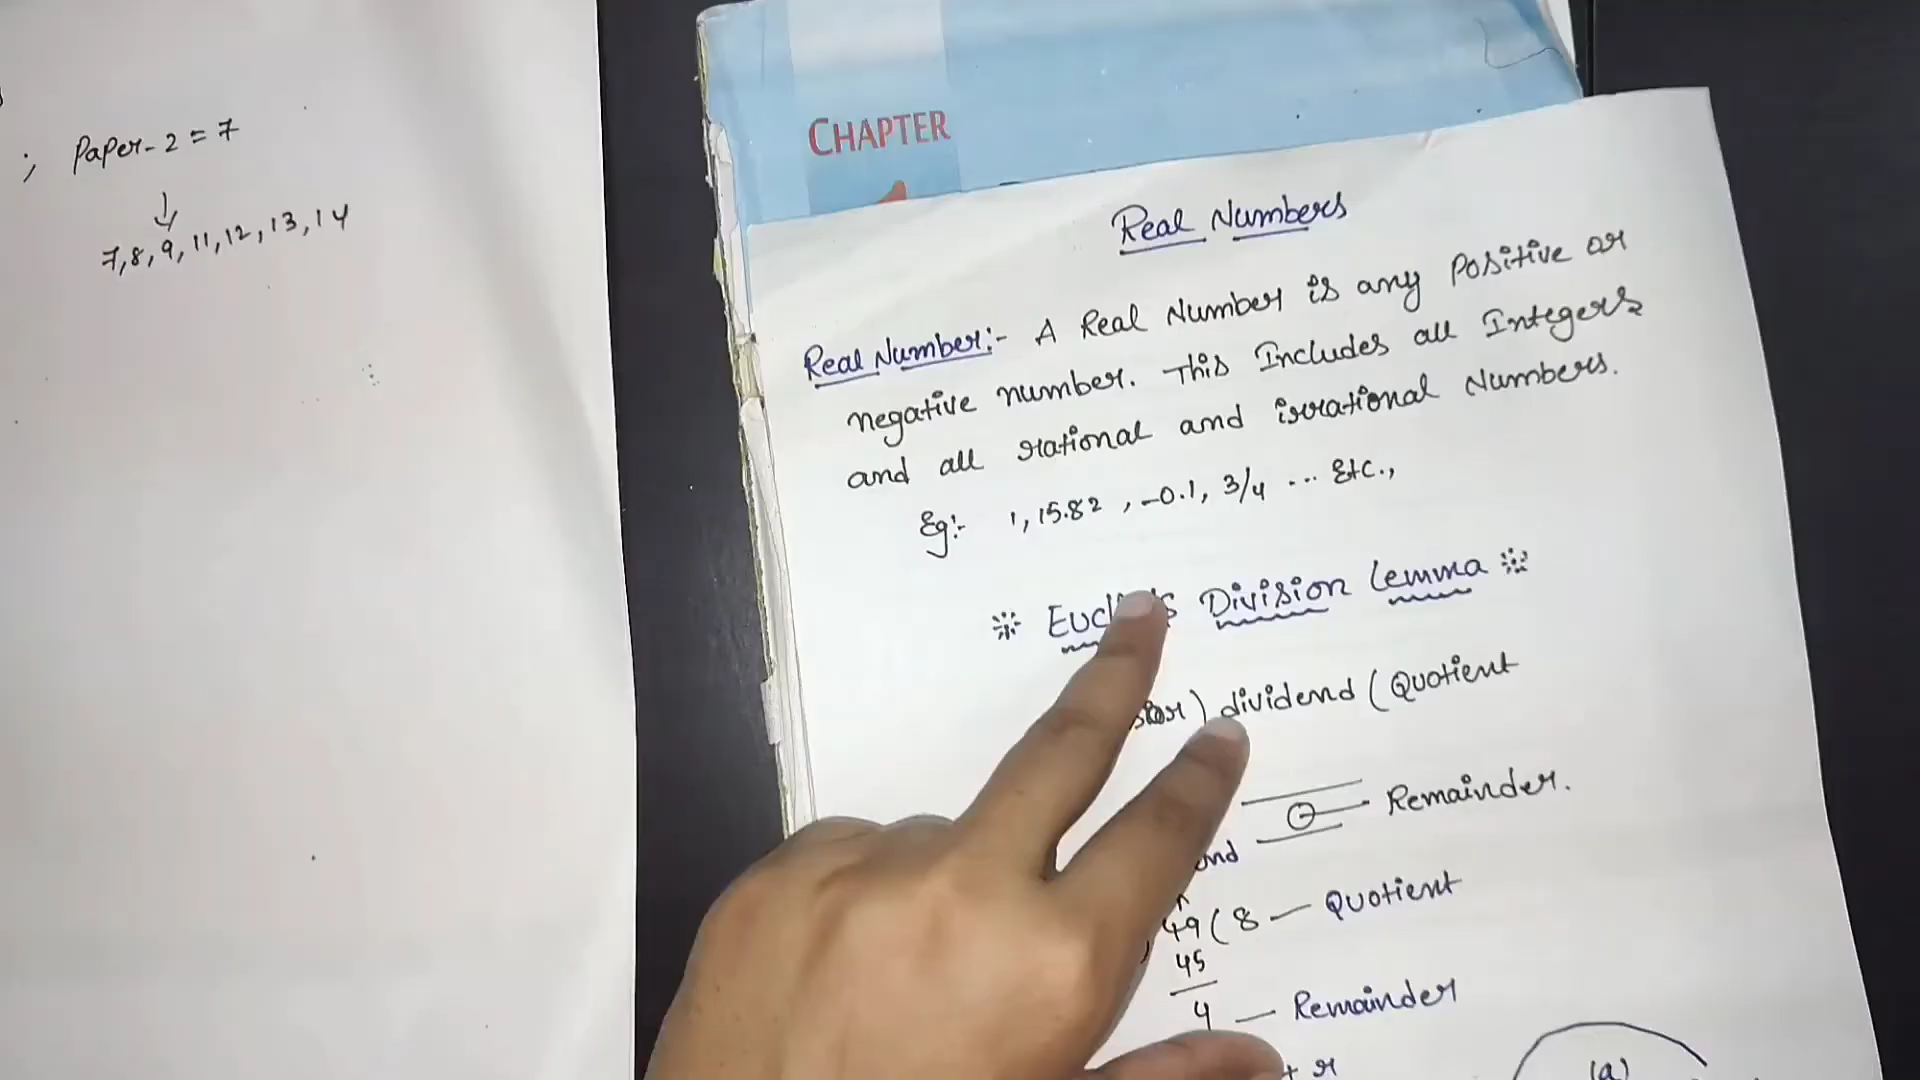 ; Paper-2 = 7
↓
7,8,9,11,12,13,14
CHAPTER
Real Numbers
Real Number:- A Real Number is any Positive or
negative number. This Includes all Integers
and all rational and irrational Numbers.
Eg:- 1, 15.82, -0.1, 3/4 ... Etc.,
※ Division Lemma ※
) dividend ( Quotient
Remainder.
49 ( 8 — Quotient
45
4 — Remainder
+ r
(a)